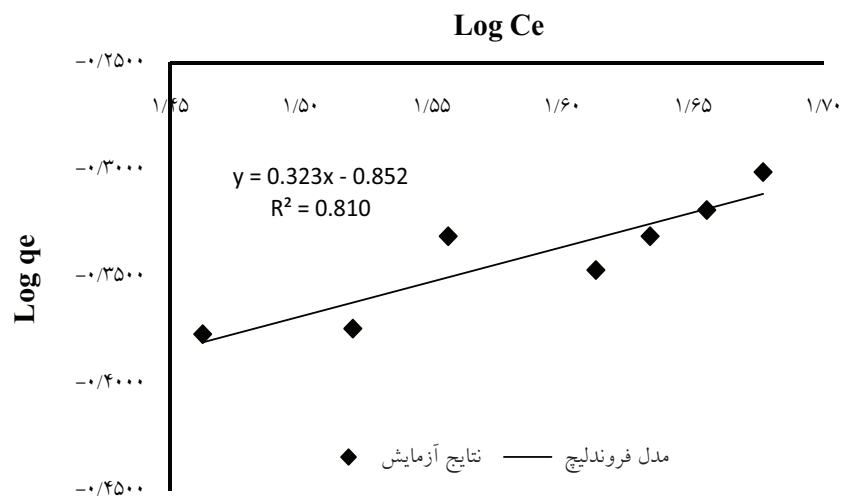 Log Ce
-۰/۲۵۰۰
۱/۴۵ ۱/۵۰ ۱/۵۵ ۱/۶۰ ۱/۶۵ ۱/۷۰
-۰/۳۰۰۰
y = 0.323x - 0.852
R² = 0.810
Log qe
-۰/۳۵۰۰
-۰/۴۰۰۰
نتایج آزمایش مدل فروندلیچ
-۰/۴۵۰۰